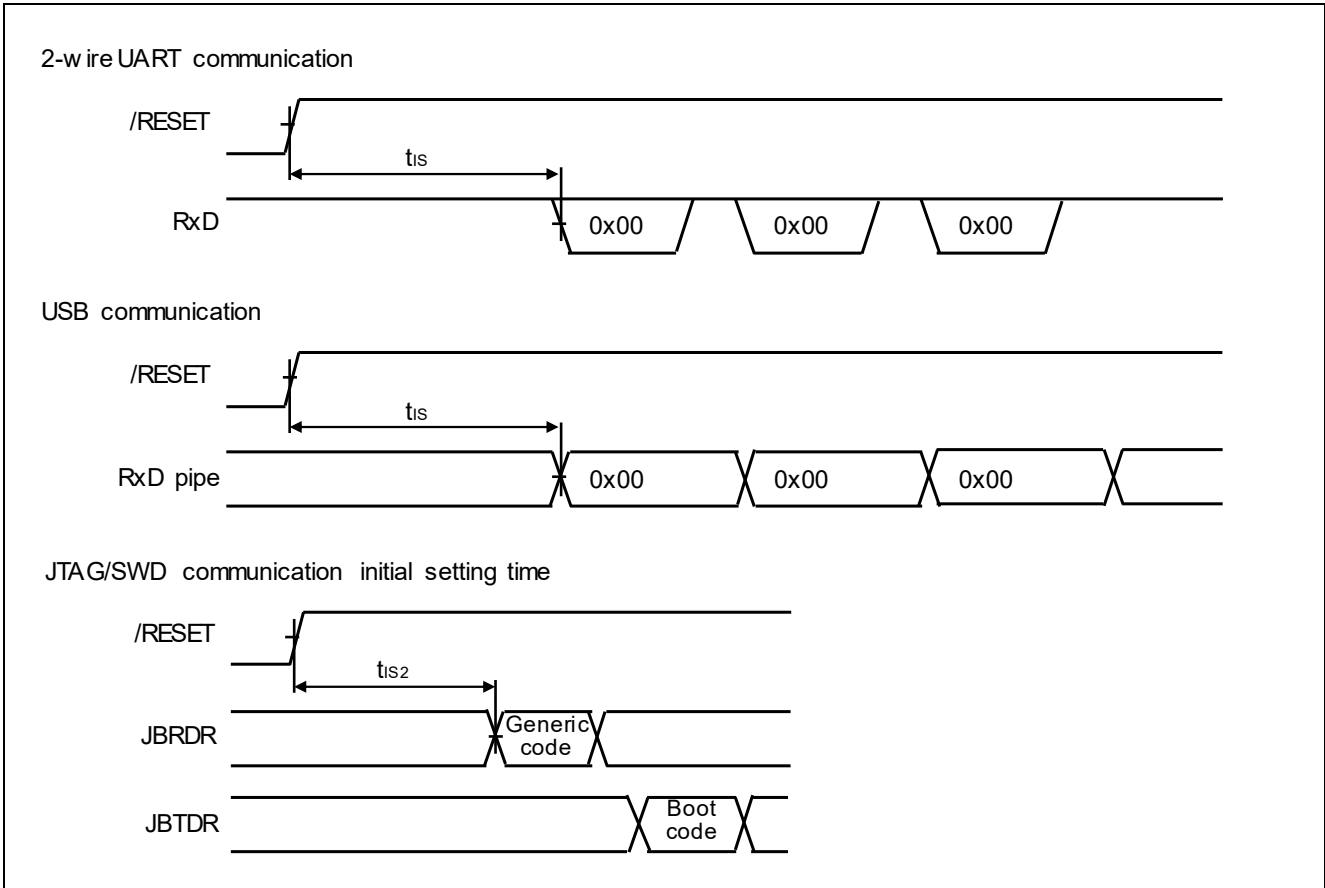 2-wire UART communication
/RESET
tIS
RxD
0x00 0x00 0x00
USB communication
/RESET
tIS
RxD pipe
0x00 0x00 0x00
JTAG/SWD communication initial setting time
/RESET
tIS2
JBRDR
Generic
code
JBTDR
Boot
code